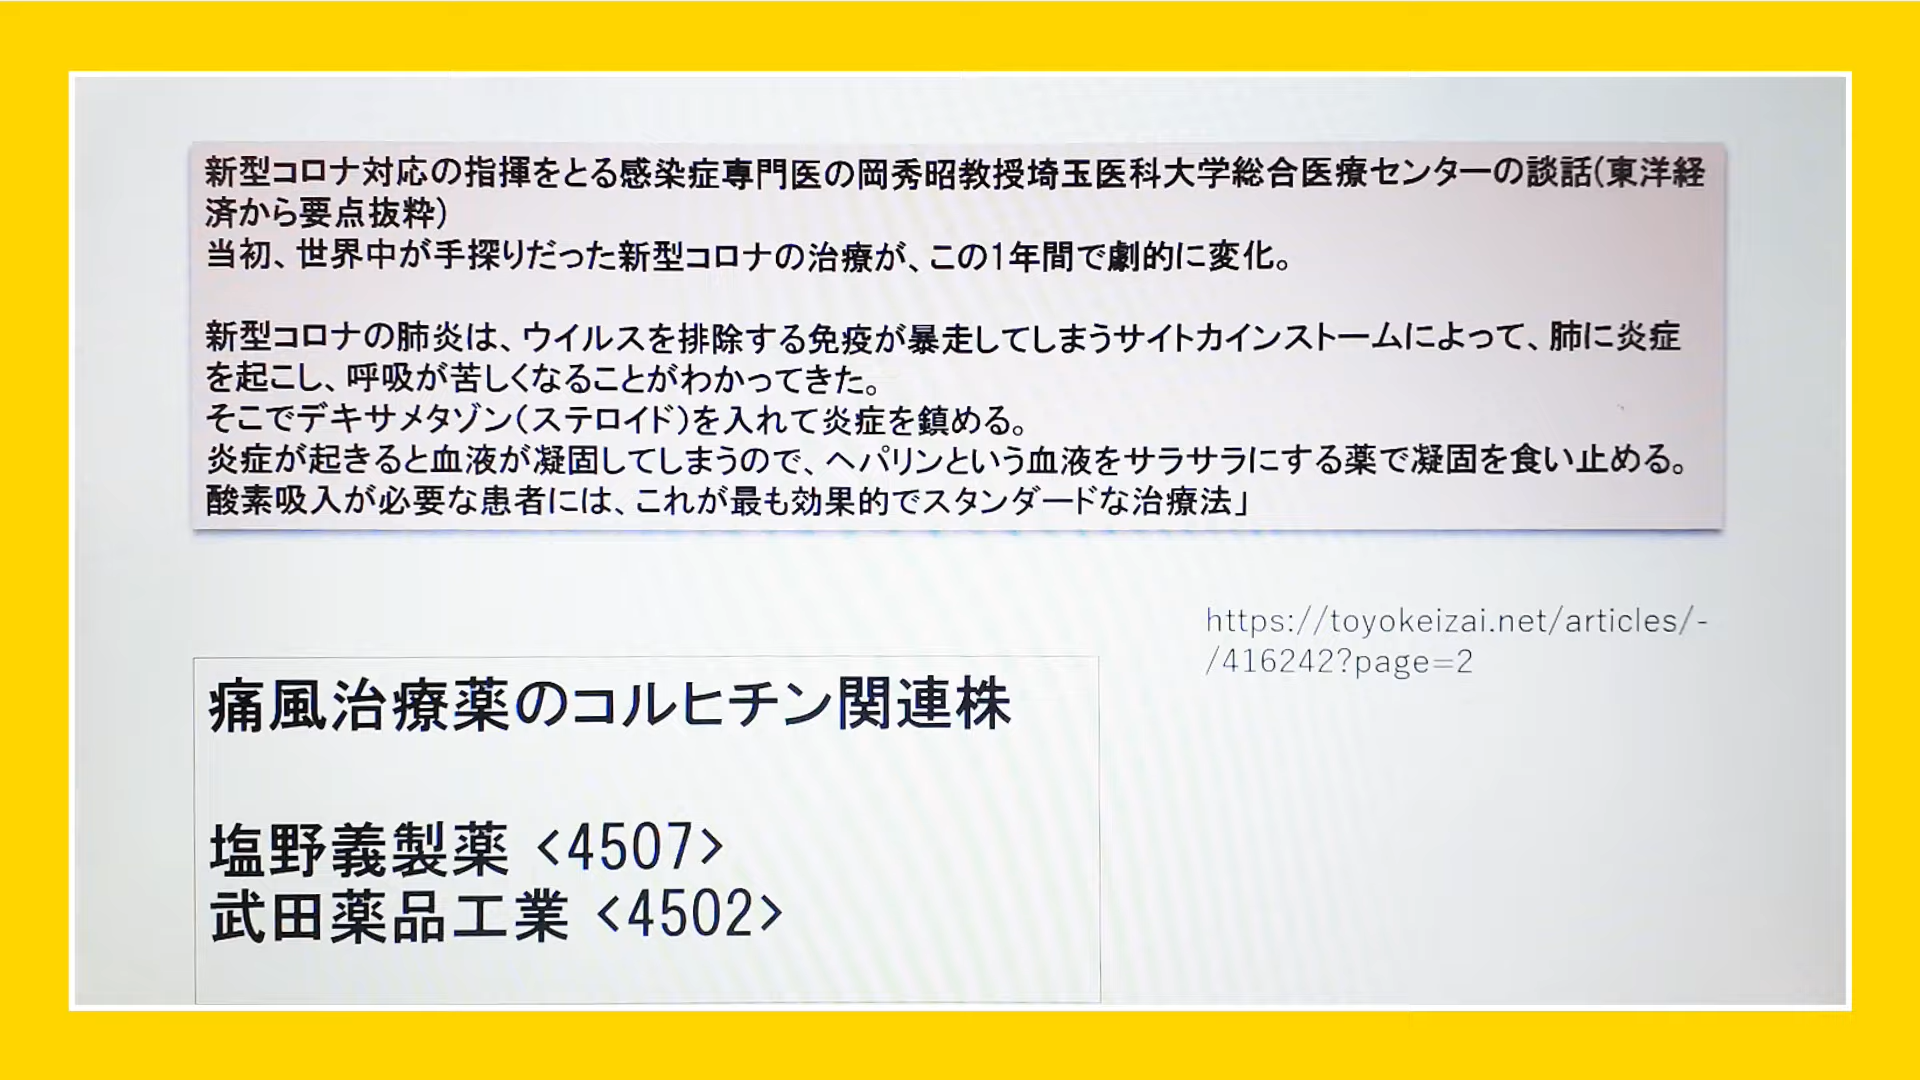 新型コロナ対応の指揮をとる感染症専門医の岡秀昭教授埼玉医科大学総合医療センターの談話(東洋経
済から要点抜粋)
当初、世界中が手探りだった新型コロナの治療が、この1年間で劇的に変化。
新型コロナの肺炎は、ウイルスを排除する免疫が暴走してしまうサイトカインストームによって、肺に炎症
を起こし、呼吸が苦しくなることがわかってきた。
そこでデキサメタゾン(ステロイド)を入れて炎症を鎮める。
炎症が起きると血液が凝固してしまうので、ヘパリンという血液をサラサラにする薬で凝固を食い止める。
酸素吸入が必要な患者には、これが最も効果的でスタンダードな治療法」
https://toyokeizai.net/articles/-
/416242?page=2
痛風治療薬のコルヒチン関連株
塩野義製薬 <4507>
武田薬品工業 <4502>